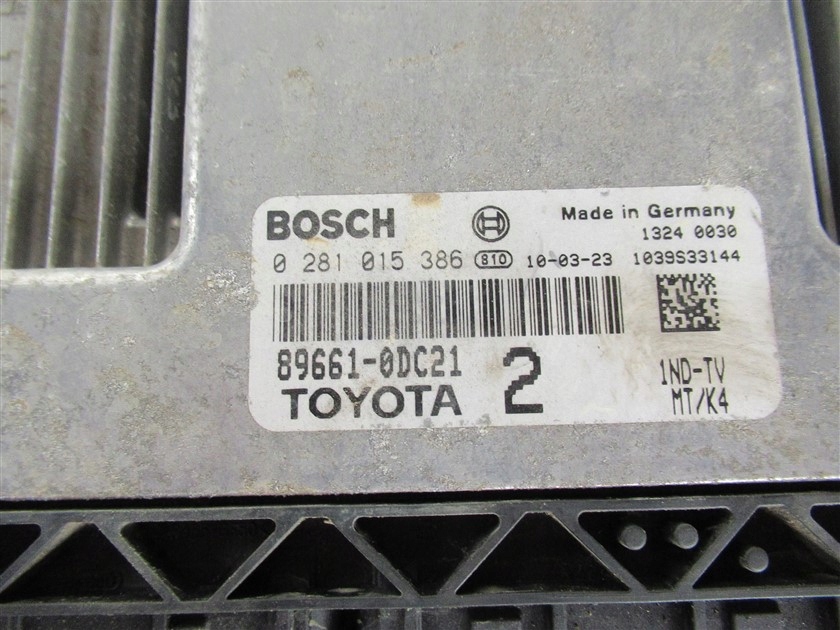 BOSCH
Made in Germany
1324 0030
0 281 015 386 810 10-03-23 1039S33144
89661-0DC21
TOYOTA
2
1ND-TV
MT/K4